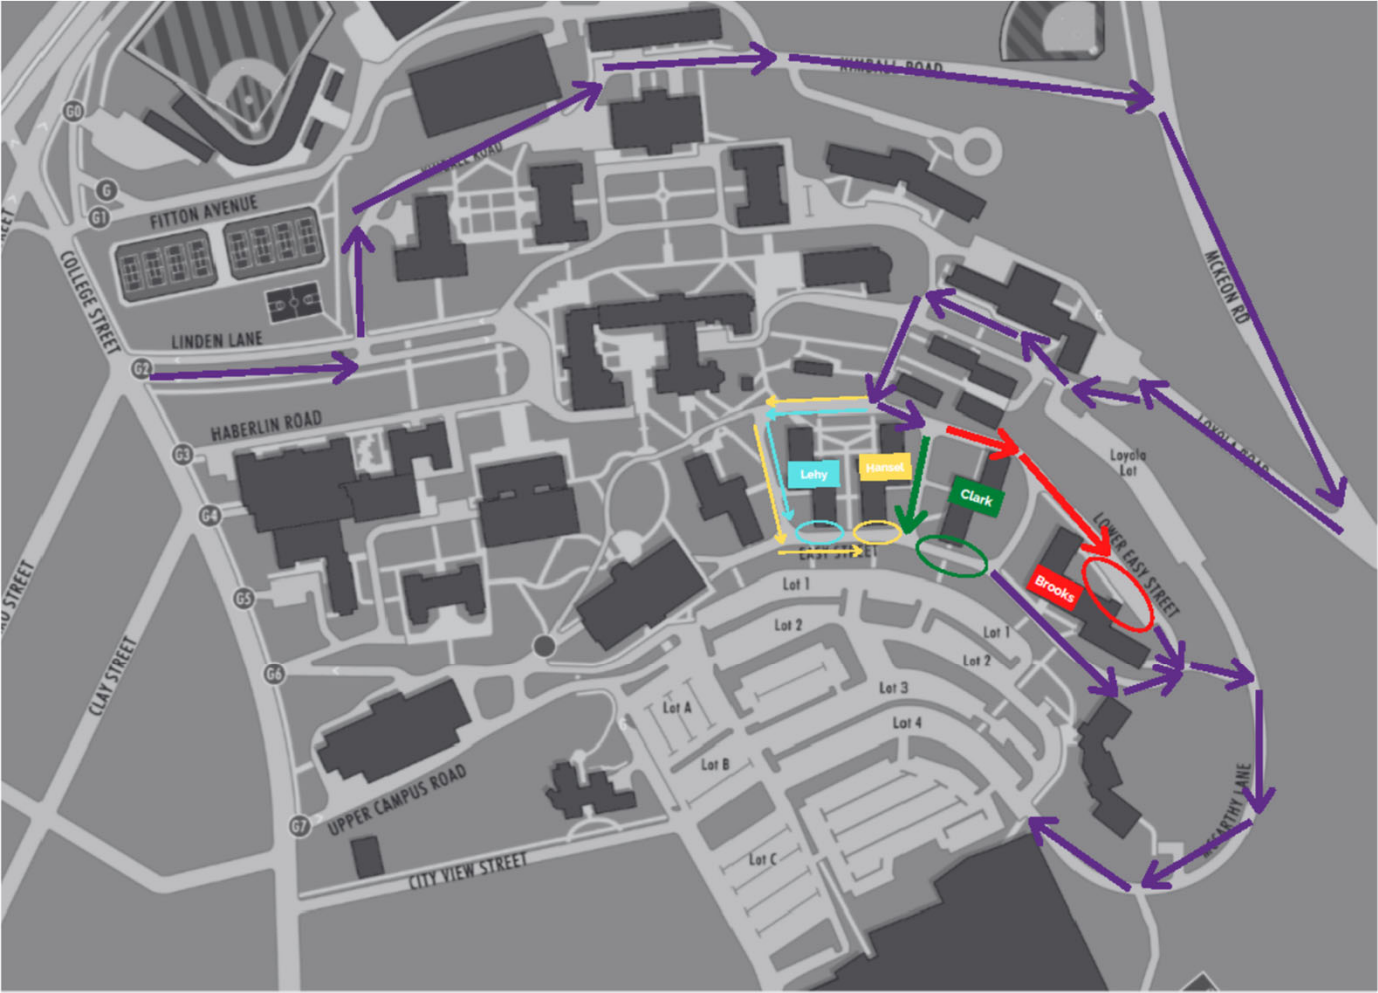 G0
KIMBALL ROAD
G
G1
FITTON AVENUE
ROAD
COLLEGE STREET
MCKEON RD
G2
LINDEN LANE
HABERLIN ROAD
G3
G4
Lehy
Hansel
Clark
Loyola
Lot
LOYOLA ROAD
EASY STREET
LOWER EASY STREET
Brooks
STREET
G5
Lot 1
Lot 2
Lot 1
Lot 2
G6
CLAY STREET
Lot A
Lot 3
Lot 4
Lot B
G7
UPPER CAMPUS ROAD
MCCARTHY LANE
CITY VIEW STREET
Lot C